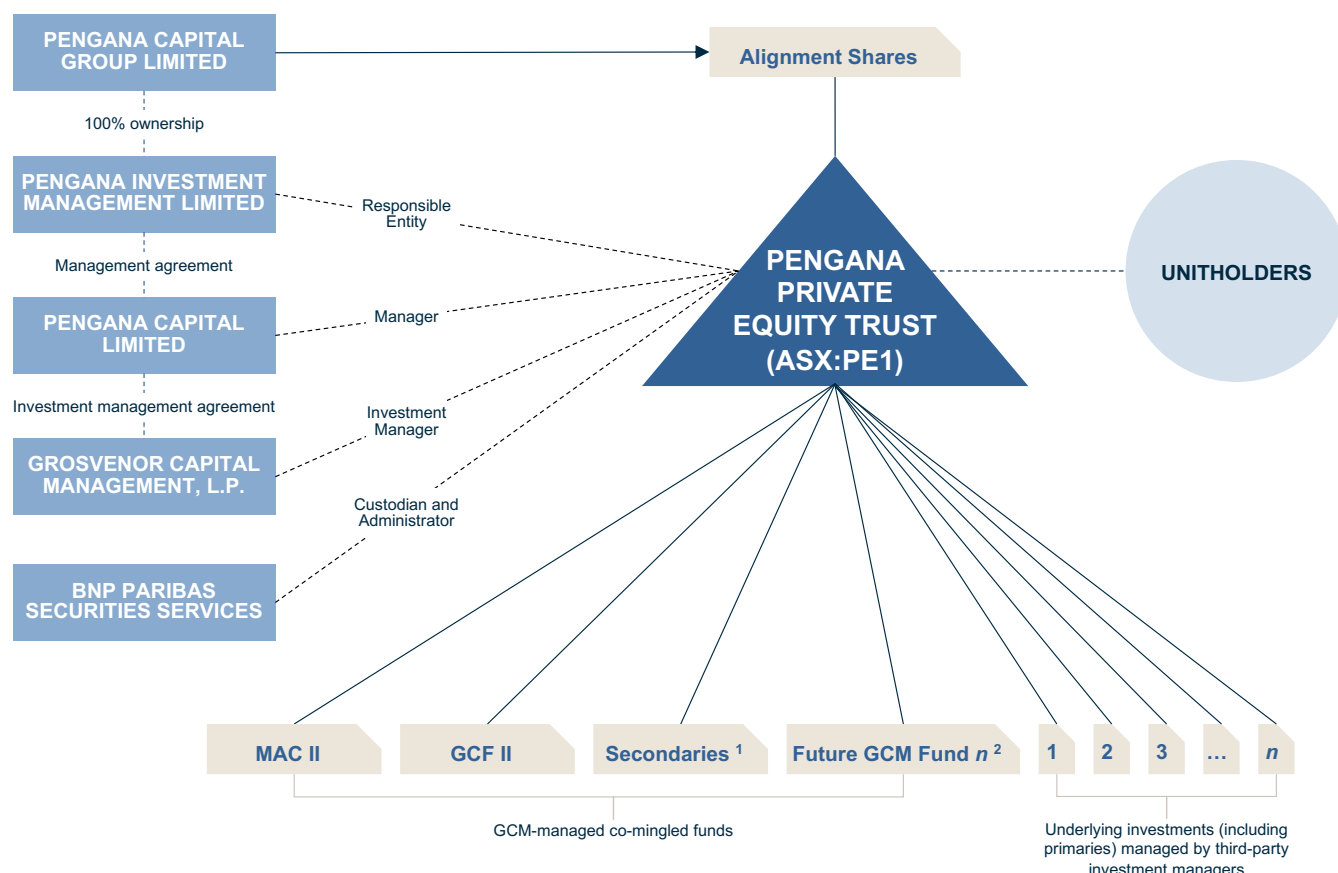 PENGANA CAPITAL
GROUP LIMITED
Alignment Shares
100% ownership
PENGANA INVESTMENT
MANAGEMENT LIMITED
Responsible
Entity
Management agreement
PENGANA CAPITAL
LIMITED
Manager
PENGANA
PRIVATE
EQUITY TRUST
(ASX:PE1)
UNITHOLDERS
Investment management agreement
Investment
Manager
GROSVENOR CAPITAL
MANAGEMENT, L.P.
Custodian and
Administrator
BNP PARIBAS
SECURITIES SERVICES
MAC II
GCF II
Secondaries 1
Future GCM Fund n 2
1
2
3
...
n
GCM-managed co-mingled funds
Underlying investments (including
primaries) managed by third-party
investment managers